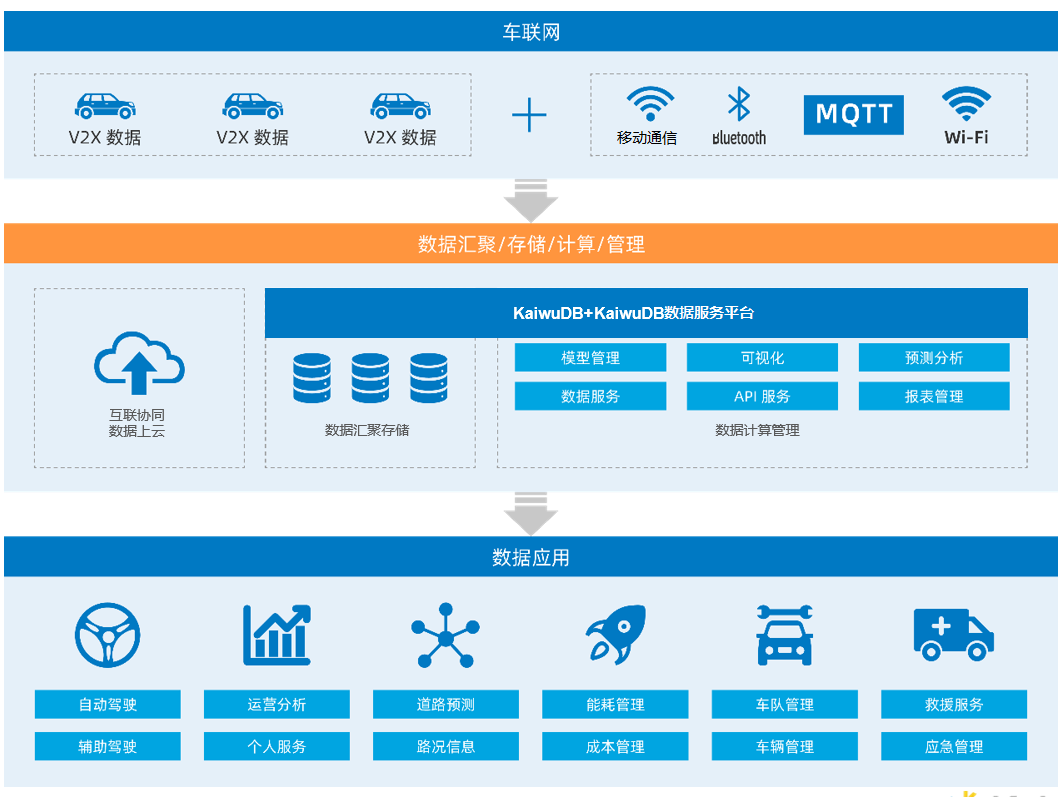 车联网
V2X 数据
V2X 数据
V2X 数据
移动通信
Bluetooth
MQTT
Wi-Fi
数据汇聚/存储/计算/管理
互联协同
数据上云
KaiwuDB+KaiwuDB数据服务平台
数据汇聚存储
模型管理
可视化
预测分析
数据服务
API 服务
报表管理
数据计算管理
数据应用
自动驾驶
运营分析
道路预测
能耗管理
车队管理
救援服务
辅助驾驶
个人服务
路况信息
成本管理
车辆管理
应急管理